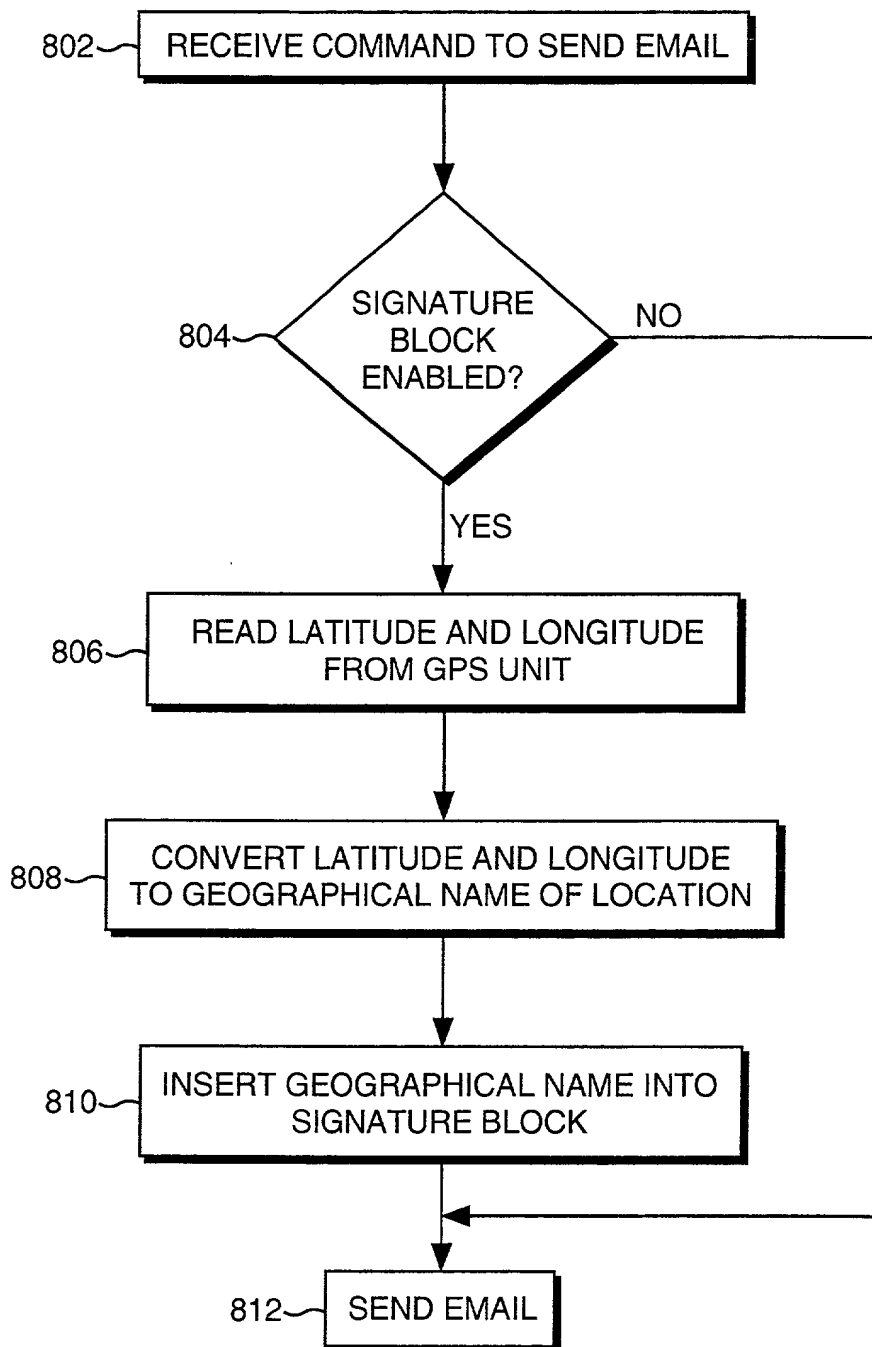 802
RECEIVE COMMAND TO SEND EMAIL
804
SIGNATURE
BLOCK
ENABLED?
NO
YES
806
READ LATITUDE AND LONGITUDE
FROM GPS UNIT
808
CONVERT LATITUDE AND LONGITUDE
TO GEOGRAPHICAL NAME OF LOCATION
810
INSERT GEOGRAPHICAL NAME INTO
SIGNATURE BLOCK
812
SEND EMAIL